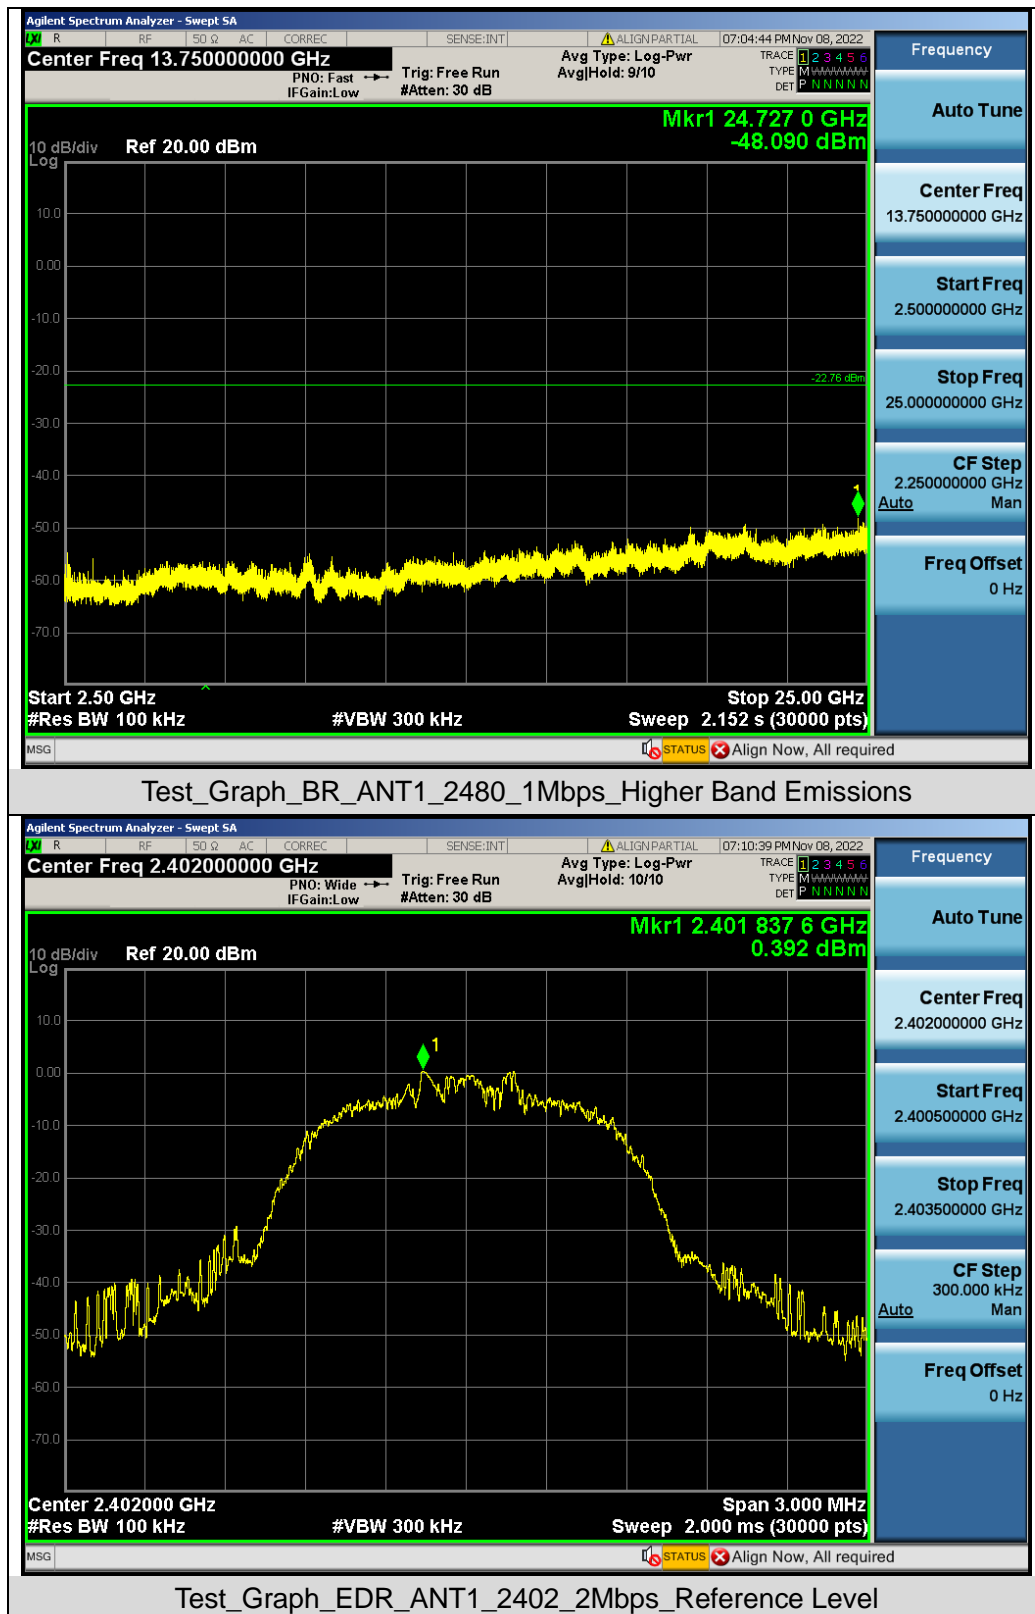 Agilent Spectrum Analyzer - Swept SA
LXI R RF 50 Ω AC CORREC SENSE:INT ALIGN PARTIAL 07:04:44 PM Nov 08, 2022
Center Freq 13.750000000 GHz
PNO: Fast
IFGain:Low
Trig: Free Run
#Atten: 30 dB
Avg Type: Log-Pwr
Avg|Hold: 9/10
TRACE 1 2 3 4 5 6
TYPE M
DET P N N N N N
Mkr1 24.727 0 GHz
-48.090 dBm
10 dB/div Ref 20.00 dBm
Log
10.0
0.00
-10.0
-20.0
-22.76 dBm
-30.0
-40.0
1
-50.0
-60.0
-70.0
Start 2.50 GHz Stop 25.00 GHz
#Res BW 100 kHz #VBW 300 kHz Sweep 2.152 s (30000 pts)
MSG STATUS Align Now, All required
Frequency
Auto Tune
Center Freq
13.750000000 GHz
Start Freq
2.500000000 GHz
Stop Freq
25.000000000 GHz
CF Step
2.250000000 GHz
Auto Man
Freq Offset
0 Hz
Test_Graph_BR_ANT1_2480_1Mbps_Higher Band Emissions
Agilent Spectrum Analyzer - Swept SA
LXI R RF 50 Ω AC CORREC SENSE:INT ALIGN PARTIAL 07:10:39 PM Nov 08, 2022
Center Freq 2.402000000 GHz
PNO: Wide
IFGain:Low
Trig: Free Run
#Atten: 30 dB
Avg Type: Log-Pwr
Avg|Hold: 10/10
TRACE 1 2 3 4 5 6
TYPE M
DET P N N N N N
Mkr1 2.401 837 6 GHz
0.392 dBm
10 dB/div Ref 20.00 dBm
Log
10.0
1
0.00
-10.0
-20.0
-30.0
-40.0
-50.0
-60.0
-70.0
Center 2.402000 GHz Span 3.000 MHz
#Res BW 100 kHz #VBW 300 kHz Sweep 2.000 ms (30000 pts)
MSG STATUS Align Now, All required
Frequency
Auto Tune
Center Freq
2.402000000 GHz
Start Freq
2.400500000 GHz
Stop Freq
2.403500000 GHz
CF Step
300.000 kHz
Auto Man
Freq Offset
0 Hz
Test_Graph_EDR_ANT1_2402_2Mbps_Reference Level